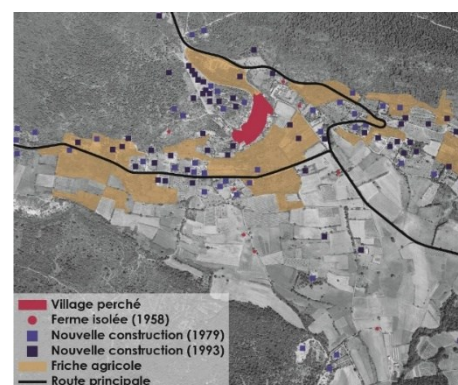 Village perché
Ferme isolée (1958)
Nouvelle construction (1979)
Nouvelle construction (1993)
Friche agricole
Route principale